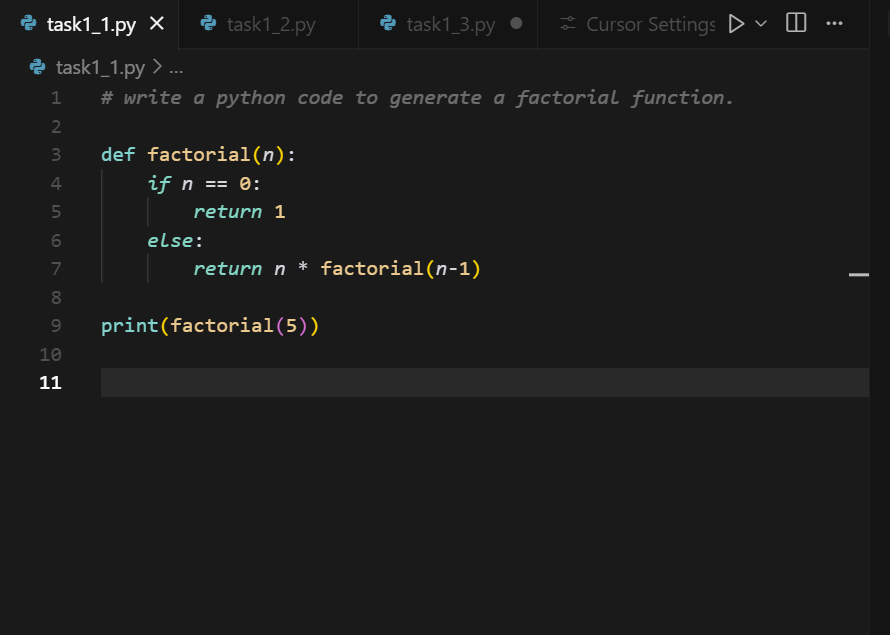 task1_1.py task1_2.py task1_3.py Cursor Settings
task1_1.py > ...
1 # write a python code to generate a factorial function.
2
3 def factorial(n):
4     if n == 0:
5         return 1
6     else:
7         return n * factorial(n-1)
8
9 print(factorial(5))
10
11